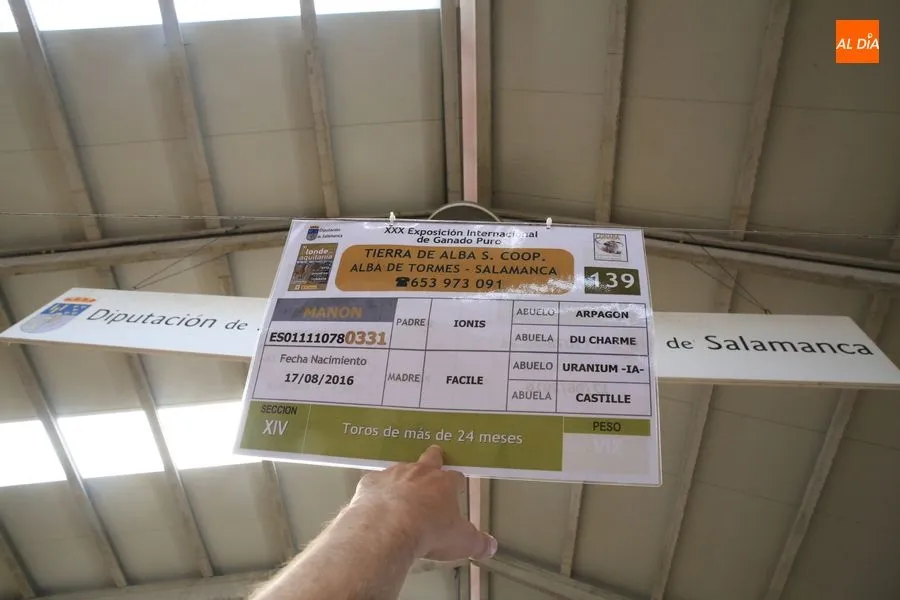 AL DÍA
XXX Exposición Internacional
de Ganado Puro
Diputación
de Salamanca
TIERRA DE ALBA S. COOP.
ALBA DE TORMES - SALAMANCA
☎653 973 091
139
MANON
ES011110780331
Fecha Nacimiento
17/08/2016
PADRE
IONIS
MADRE
FACILE
ABUELO
ARPAGON
ABUELA
DU CHARME
ABUELO
URANIUM -IA-
ABUELA
CASTILLE
SECCIÓN
XIV
Toros de más de 24 meses
PESO
Diputación de
de Salamanca